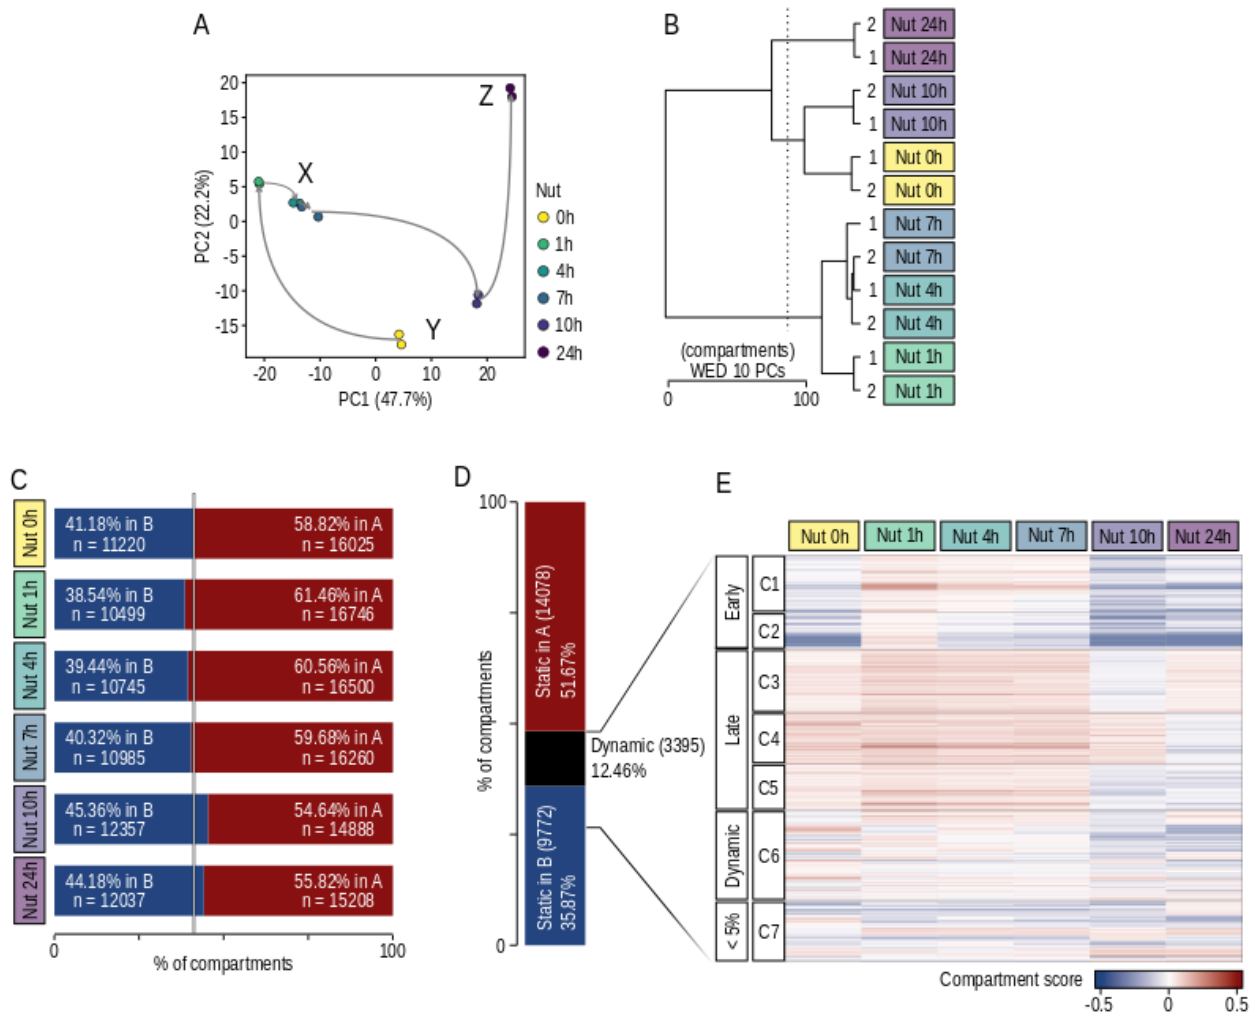 A
20
15
10
5
0
-5
-10
-15
PC2 (22.2%)
X
Y
Z
-20
-10
0
10
20
PC1 (47.7%)
Nut
0h
1h
4h
7h
10h
24h
B
2 Nut 24h
1 Nut 24h
2 Nut 10h
1 Nut 10h
1 Nut 0h
2 Nut 0h
1 Nut 7h
2 Nut 7h
1 Nut 4h
2 Nut 4h
1 Nut 1h
2 Nut 1h
(compartments)
WED 10 PCs
0
100
C
Nut 0h
41.18% in B
n = 11220
58.82% in A
n = 16025
Nut 1h
38.54% in B
n = 10499
61.46% in A
n = 16746
Nut 4h
39.44% in B
n = 10745
60.56% in A
n = 16500
Nut 7h
40.32% in B
n = 10985
59.68% in A
n = 16260
Nut 10h
45.36% in B
n = 12357
54.64% in A
n = 14888
Nut 24h
44.18% in B
n = 12037
55.82% in A
n = 15208
0
100
% of compartments
D
100
0
% of compartments
Static in A (14078)
51.67%
Dynamic (3395)
12.46%
Static in B (9772)
35.87%
E
Nut 0h
Nut 1h
Nut 4h
Nut 7h
Nut 10h
Nut 24h
Early
C1
C2
Late
C3
C4
C5
Dynamic
C6
< 5%
C7
Compartment score
-0.5
0
0.5